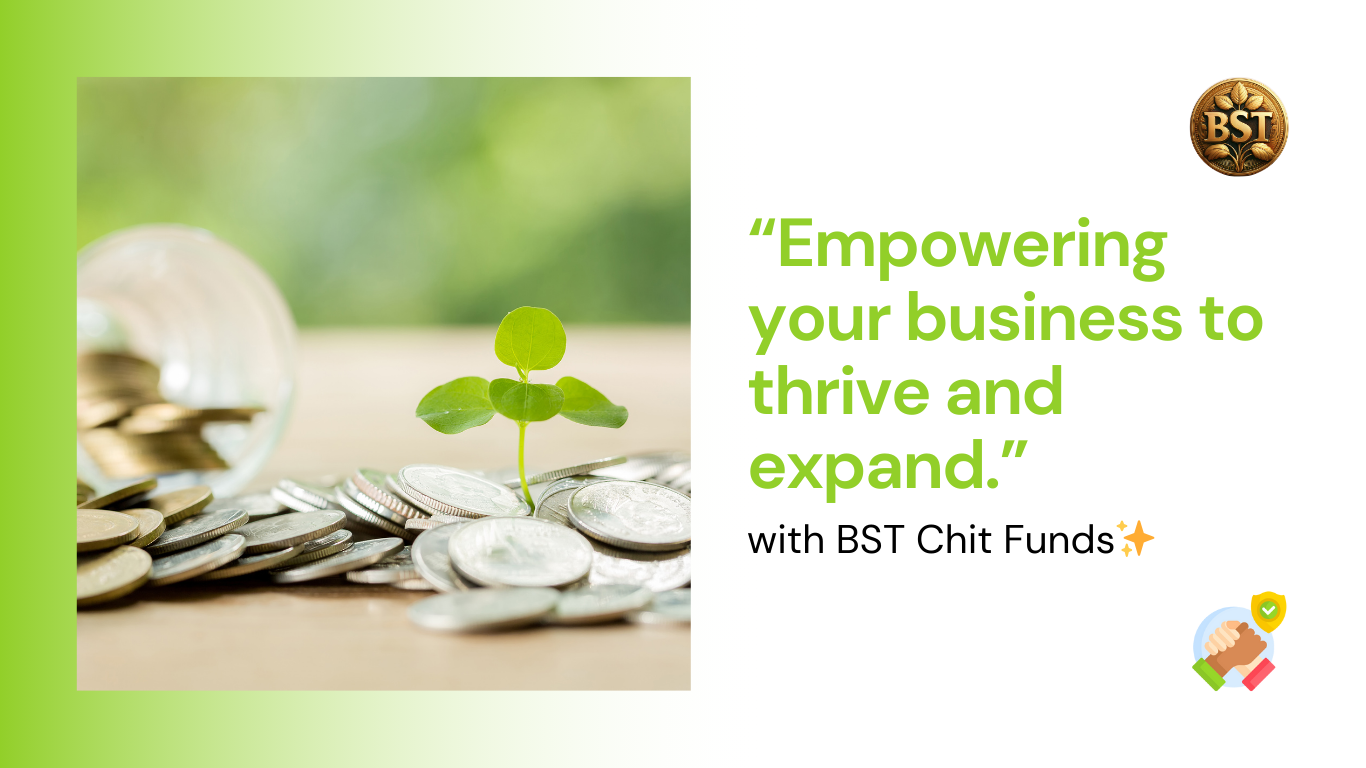 BST
“Empowering
your business to
thrive and
expand.”
with BST Chit Funds✨